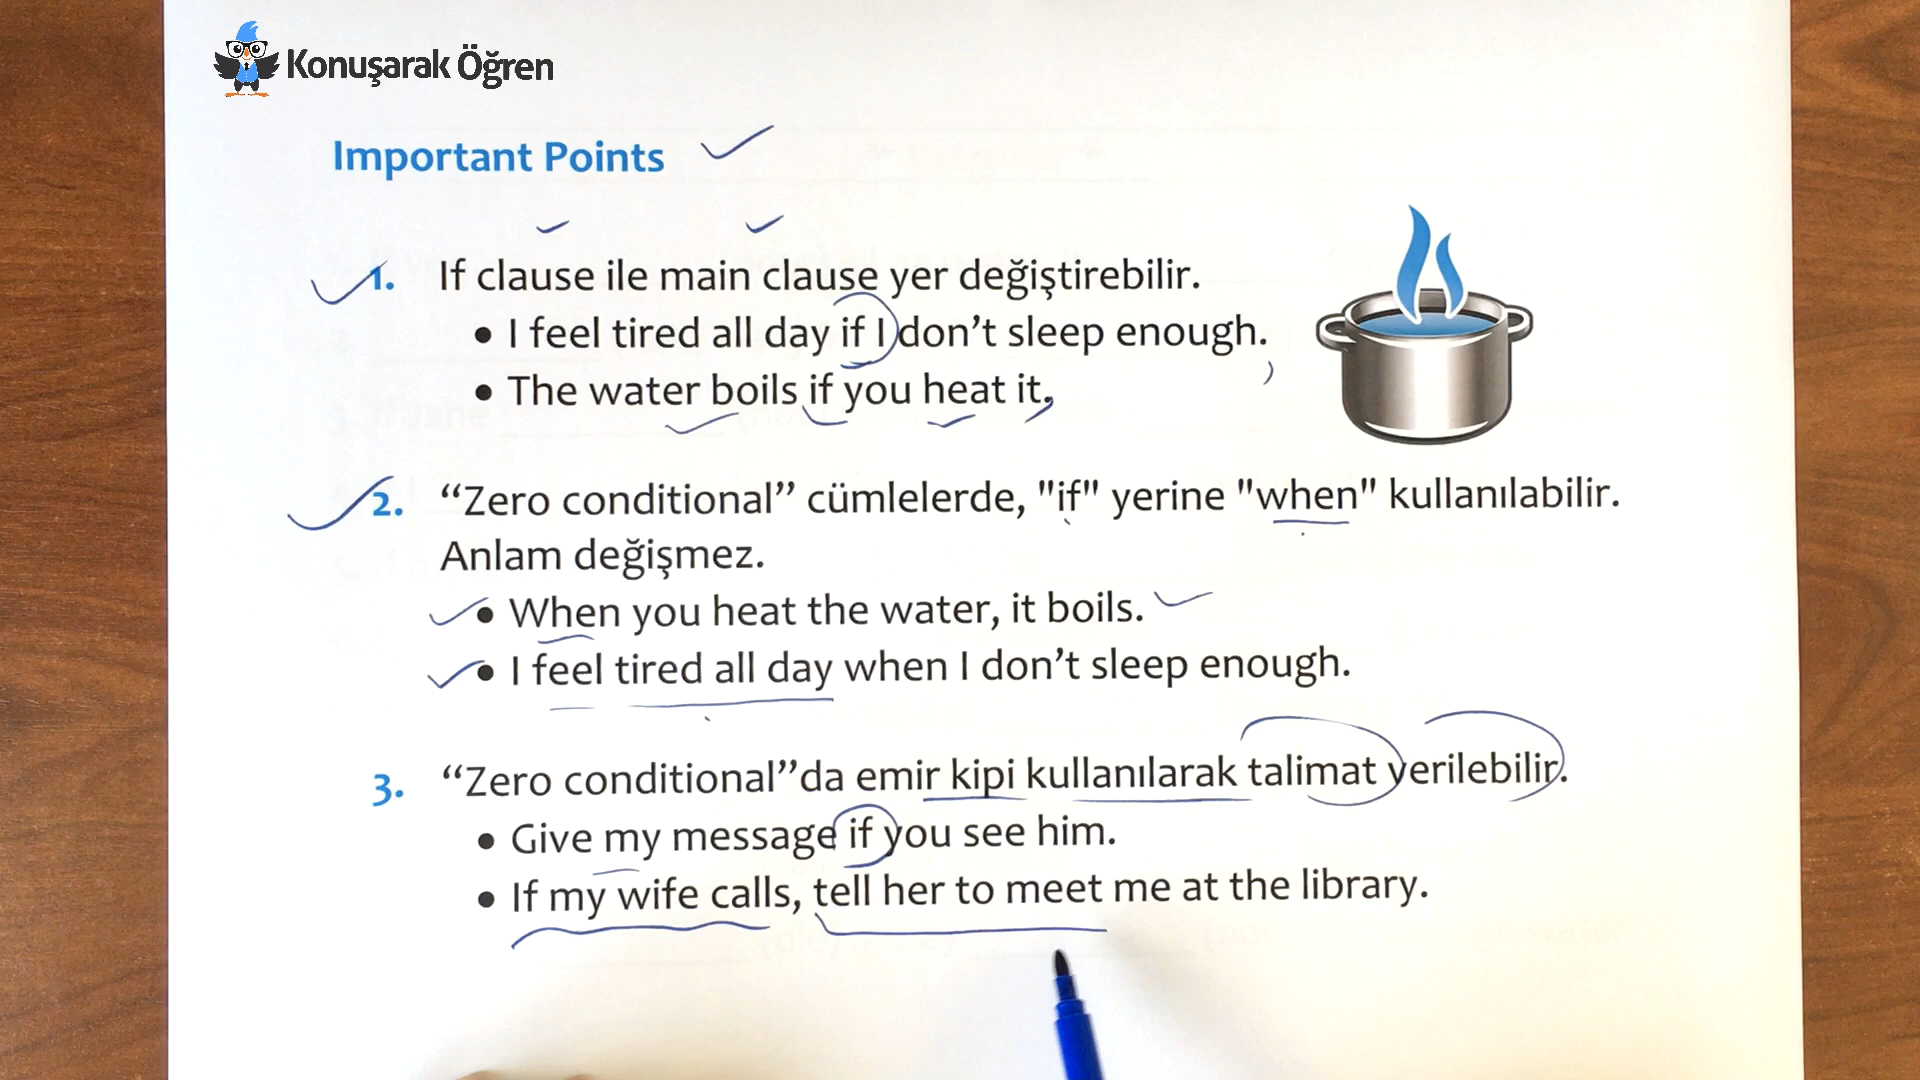 Konuşarak Öğren
Important Points
1. If clause ile main clause yer değiştirebilir.
• I feel tired all day if I don’t sleep enough.
• The water boils if you heat it.
2. “Zero conditional” cümlelerde, "if" yerine "when" kullanılabilir.
Anlam değişmez.
• When you heat the water, it boils.
• I feel tired all day when I don’t sleep enough.
3. “Zero conditional”da emir kipi kullanılarak talimat verilebilir.
• Give my message if you see him.
• If my wife calls, tell her to meet me at the library.